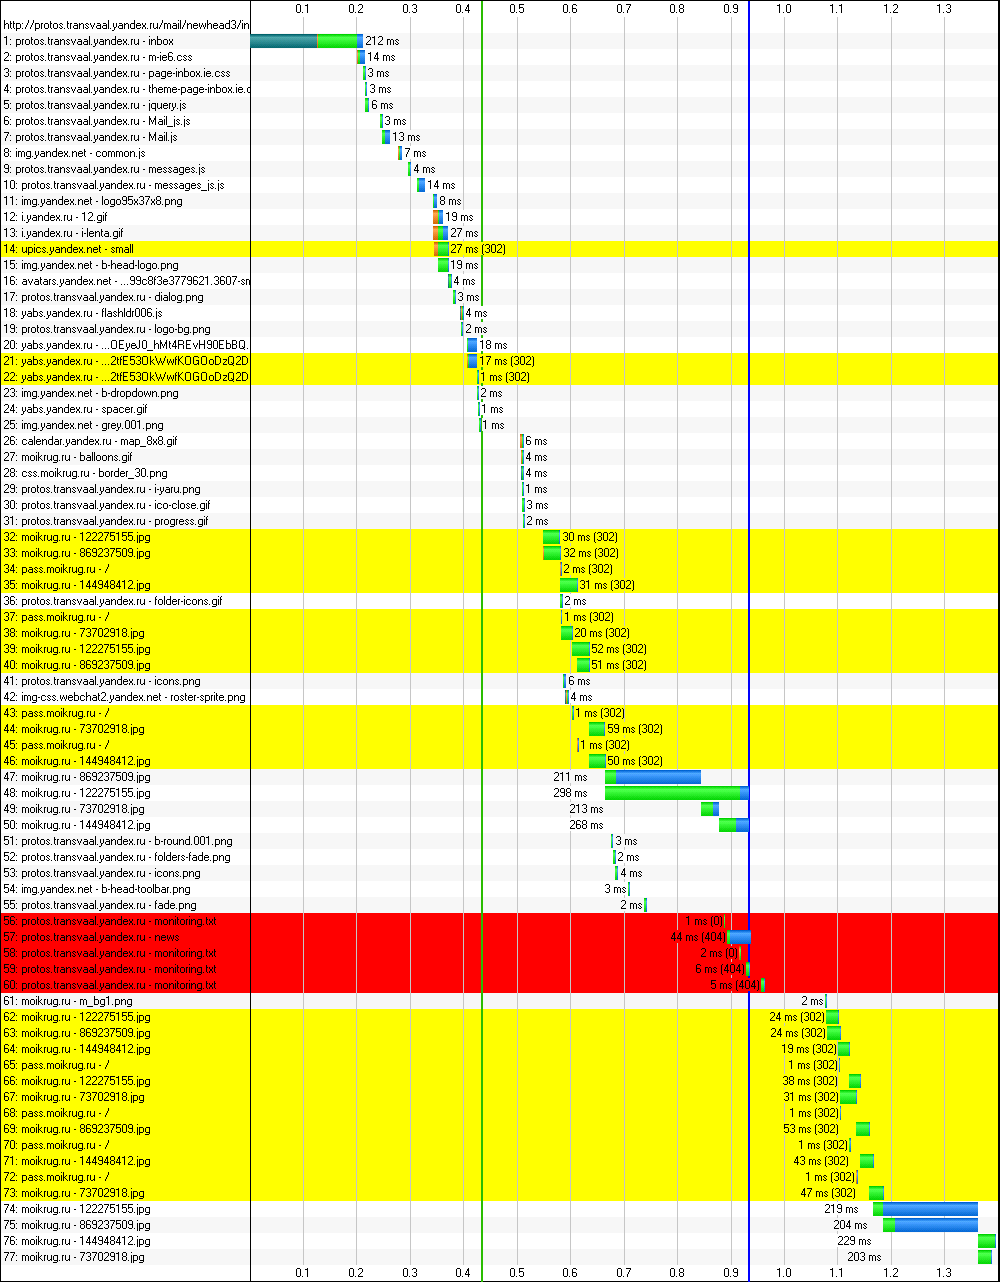 0.1 0.2 0.3 0.4 0.5 0.6 0.7 0.8 0.9 1.0 1.1 1.2 1.3
http://protos.transvaal.yandex.ru/mail/newhead3/in
1: protos.transvaal.yandex.ru - inbox 212 ms
2: protos.transvaal.yandex.ru - m-ie6.css 14 ms
3: protos.transvaal.yandex.ru - page-inbox.ie.css 3 ms
4: protos.transvaal.yandex.ru - theme-page-inbox.ie.c 3 ms
5: protos.transvaal.yandex.ru - jquery.js 6 ms
6: protos.transvaal.yandex.ru - Mail_js.js 3 ms
7: protos.transvaal.yandex.ru - Mail.js 13 ms
8: img.yandex.net - common.js 7 ms
9: protos.transvaal.yandex.ru - messages.js 4 ms
10: protos.transvaal.yandex.ru - messages_js.js 14 ms
11: img.yandex.net - logo95x37x8.png 8 ms
12: i.yandex.ru - 12.gif 19 ms
13: i.yandex.ru - i-lenta.gif 27 ms
14: upics.yandex.net - small 27 ms (302)
15: img.yandex.net - b-head-logo.png 19 ms
16: avatars.yandex.net - ...99c8f3e3779621.3607-sm 4 ms
17: protos.transvaal.yandex.ru - dialog.png 3 ms
18: yabs.yandex.ru - flashldr006.js 4 ms
19: protos.transvaal.yandex.ru - logo-bg.png 2 ms
20: yabs.yandex.ru - ...OEyeJ0_hMt4REvH90EbBQ. 18 ms
21: yabs.yandex.ru - ...2tfE53OkWwfKOGOoDzQ2D 17 ms (302)
22: yabs.yandex.ru - ...2tfE53OkWwfKOGOoDzQ2D 1 ms (302)
23: img.yandex.net - b-dropdown.png 2 ms
24: yabs.yandex.ru - spacer.gif 1 ms
25: img.yandex.net - grey.001.png 1 ms
26: calendar.yandex.ru - map_8x8.gif 6 ms
27: moikrug.ru - balloons.gif 4 ms
28: css.moikrug.ru - border_30.png 4 ms
29: protos.transvaal.yandex.ru - i-yaru.png 1 ms
30: protos.transvaal.yandex.ru - ico-close.gif 3 ms
31: protos.transvaal.yandex.ru - progress.gif 2 ms
32: moikrug.ru - 122275155.jpg 30 ms (302)
33: moikrug.ru - 869237509.jpg 32 ms (302)
34: pass.moikrug.ru - / 2 ms (302)
35: moikrug.ru - 144948412.jpg 31 ms (302)
36: protos.transvaal.yandex.ru - folder-icons.gif 2 ms
37: pass.moikrug.ru - / 1 ms (302)
38: moikrug.ru - 73702918.jpg 20 ms (302)
39: moikrug.ru - 122275155.jpg 52 ms (302)
40: moikrug.ru - 869237509.jpg 51 ms (302)
41: protos.transvaal.yandex.ru - icons.png 6 ms
42: img-css.webchat2.yandex.net - roster-sprite.png 4 ms
43: pass.moikrug.ru - / 1 ms (302)
44: moikrug.ru - 73702918.jpg 59 ms (302)
45: pass.moikrug.ru - / 1 ms (302)
46: moikrug.ru - 144948412.jpg 50 ms (302)
47: moikrug.ru - 869237509.jpg 211 ms
48: moikrug.ru - 122275155.jpg 298 ms
49: moikrug.ru - 73702918.jpg 213 ms
50: moikrug.ru - 144948412.jpg 268 ms
51: protos.transvaal.yandex.ru - b-round.001.png 3 ms
52: protos.transvaal.yandex.ru - folders-fade.png 2 ms
53: protos.transvaal.yandex.ru - icons.png 4 ms
54: img.yandex.net - b-head-toolbar.png 3 ms
55: protos.transvaal.yandex.ru - fade.png 2 ms
56: protos.transvaal.yandex.ru - monitoring.txt 1 ms (0)
57: protos.transvaal.yandex.ru - news 44 ms (404)
58: protos.transvaal.yandex.ru - monitoring.txt 2 ms (0)
59: protos.transvaal.yandex.ru - monitoring.txt 6 ms (404)
60: protos.transvaal.yandex.ru - monitoring.txt 5 ms (404)
61: moikrug.ru - m_bg1.png 2 ms
62: moikrug.ru - 122275155.jpg 24 ms (302)
63: moikrug.ru - 869237509.jpg 24 ms (302)
64: moikrug.ru - 144948412.jpg 19 ms (302)
65: pass.moikrug.ru - / 1 ms (302)
66: moikrug.ru - 122275155.jpg 38 ms (302)
67: moikrug.ru - 73702918.jpg 31 ms (302)
68: pass.moikrug.ru - / 1 ms (302)
69: moikrug.ru - 869237509.jpg 53 ms (302)
70: pass.moikrug.ru - / 1 ms (302)
71: moikrug.ru - 144948412.jpg 43 ms (302)
72: pass.moikrug.ru - / 1 ms (302)
73: moikrug.ru - 73702918.jpg 47 ms (302)
74: moikrug.ru - 122275155.jpg 219 ms
75: moikrug.ru - 869237509.jpg 204 ms
76: moikrug.ru - 144948412.jpg 229 ms
77: moikrug.ru - 73702918.jpg 203 ms
0.1 0.2 0.3 0.4 0.5 0.6 0.7 0.8 0.9 1.0 1.1 1.2 1.3